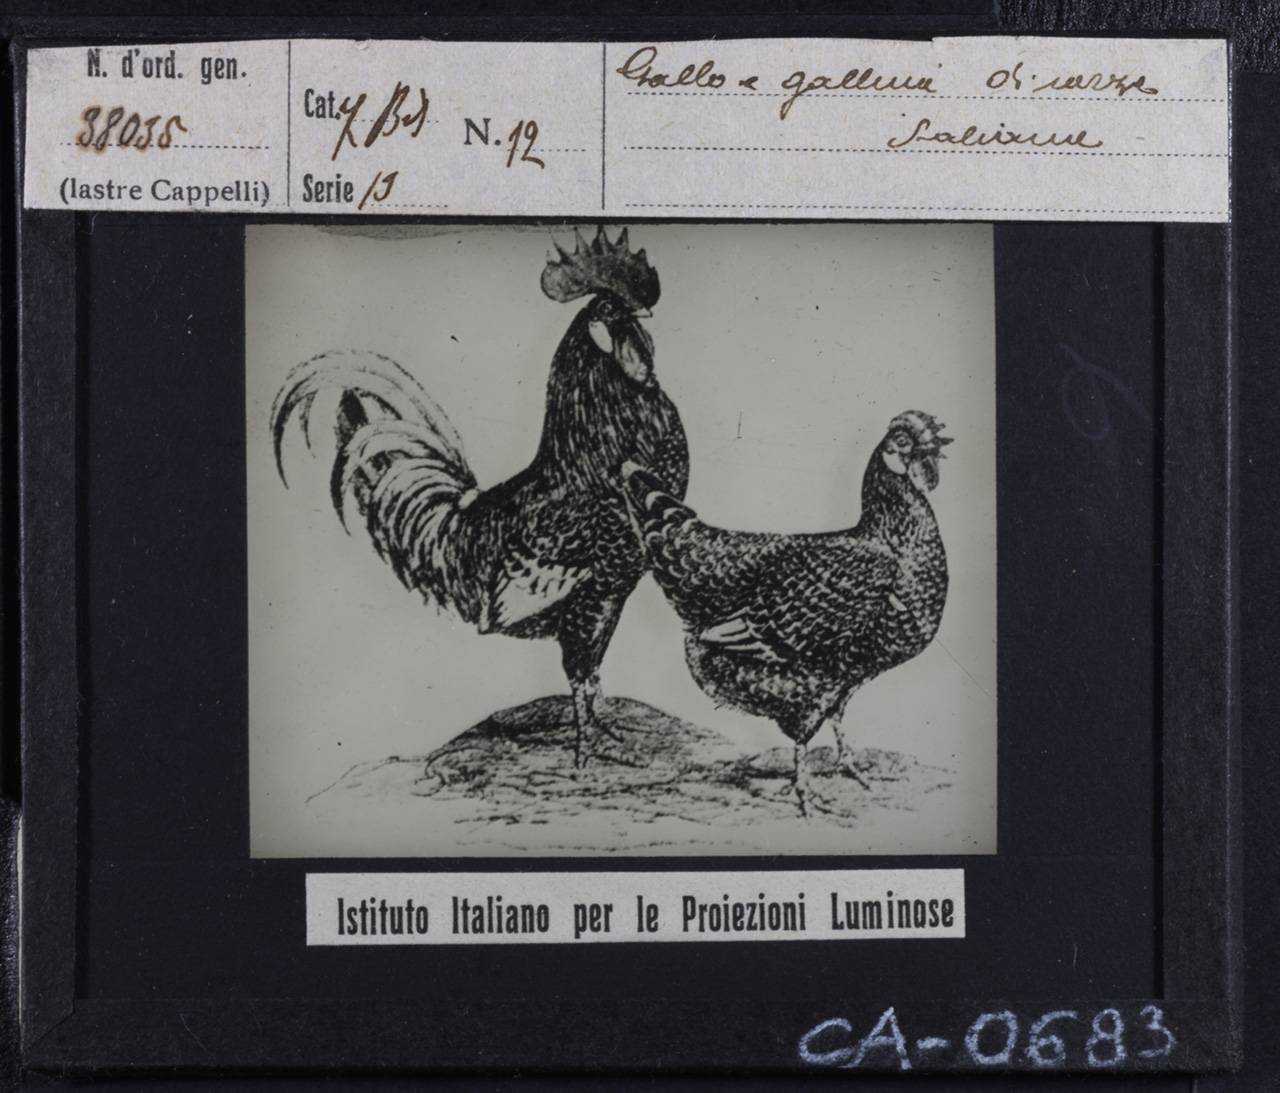 N. d'ord. gen.
38035
(lastre Cappelli)
Cat. N. 12
Serie
Gallo e gallina di razza
italiana
Istituto Italiano per le Proiezioni Luminose
CA-0683